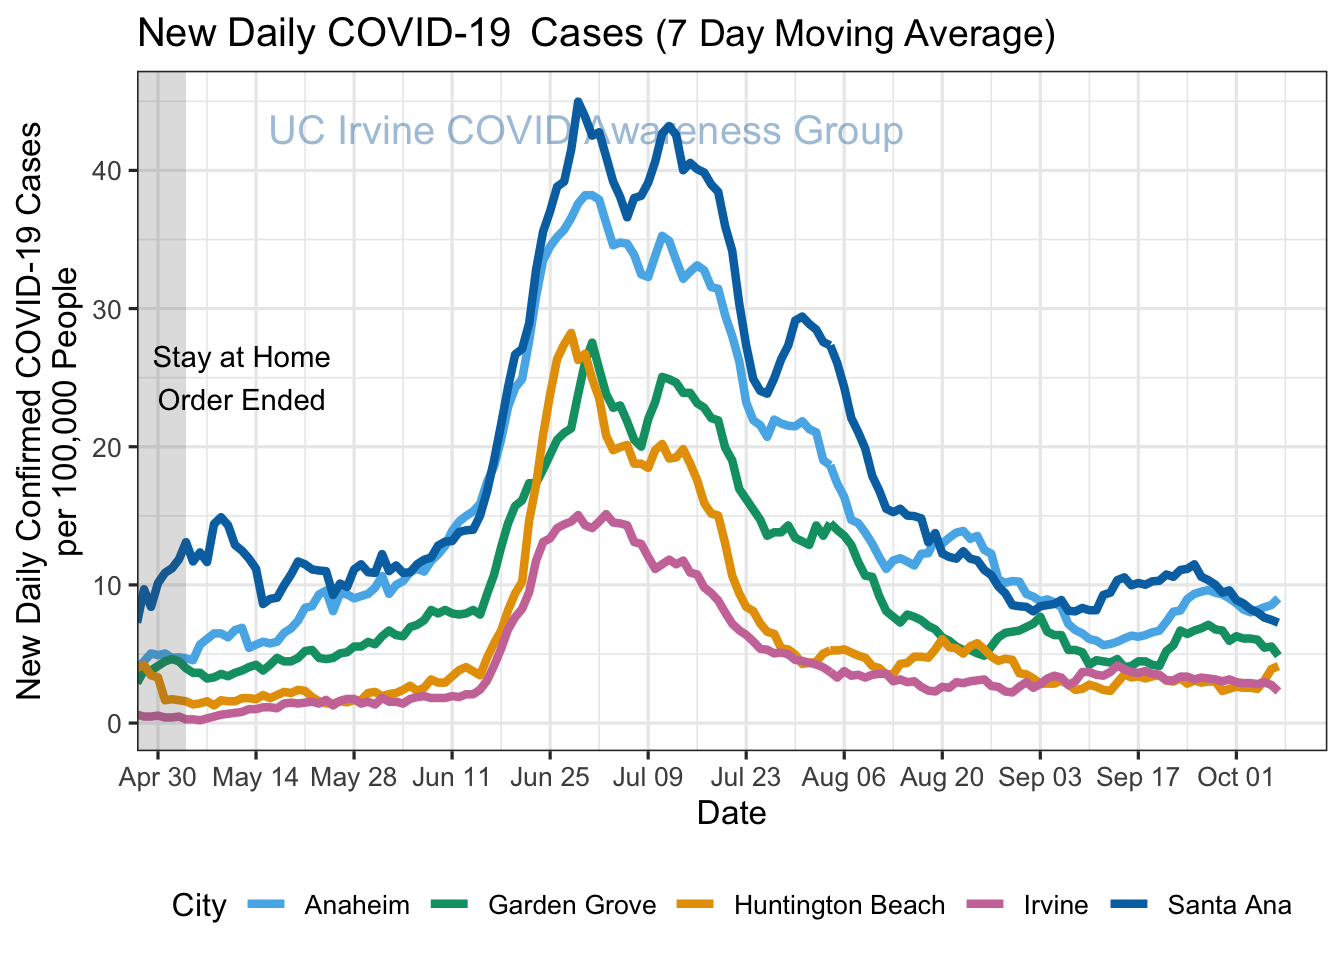 New Daily COVID-19  Cases (7 Day Moving Average)
UC Irvine COVID Awareness Group
New Daily Confirmed COVID-19 Cases
per 100,000 People
40
30
20
10
0
Stay at Home
Order Ended
Apr 30 May 14 May 28 Jun 11 Jun 25 Jul 09 Jul 23 Aug 06 Aug 20 Sep 03 Sep 17 Oct 01
Date
City Anaheim Garden Grove Huntington Beach Irvine Santa Ana